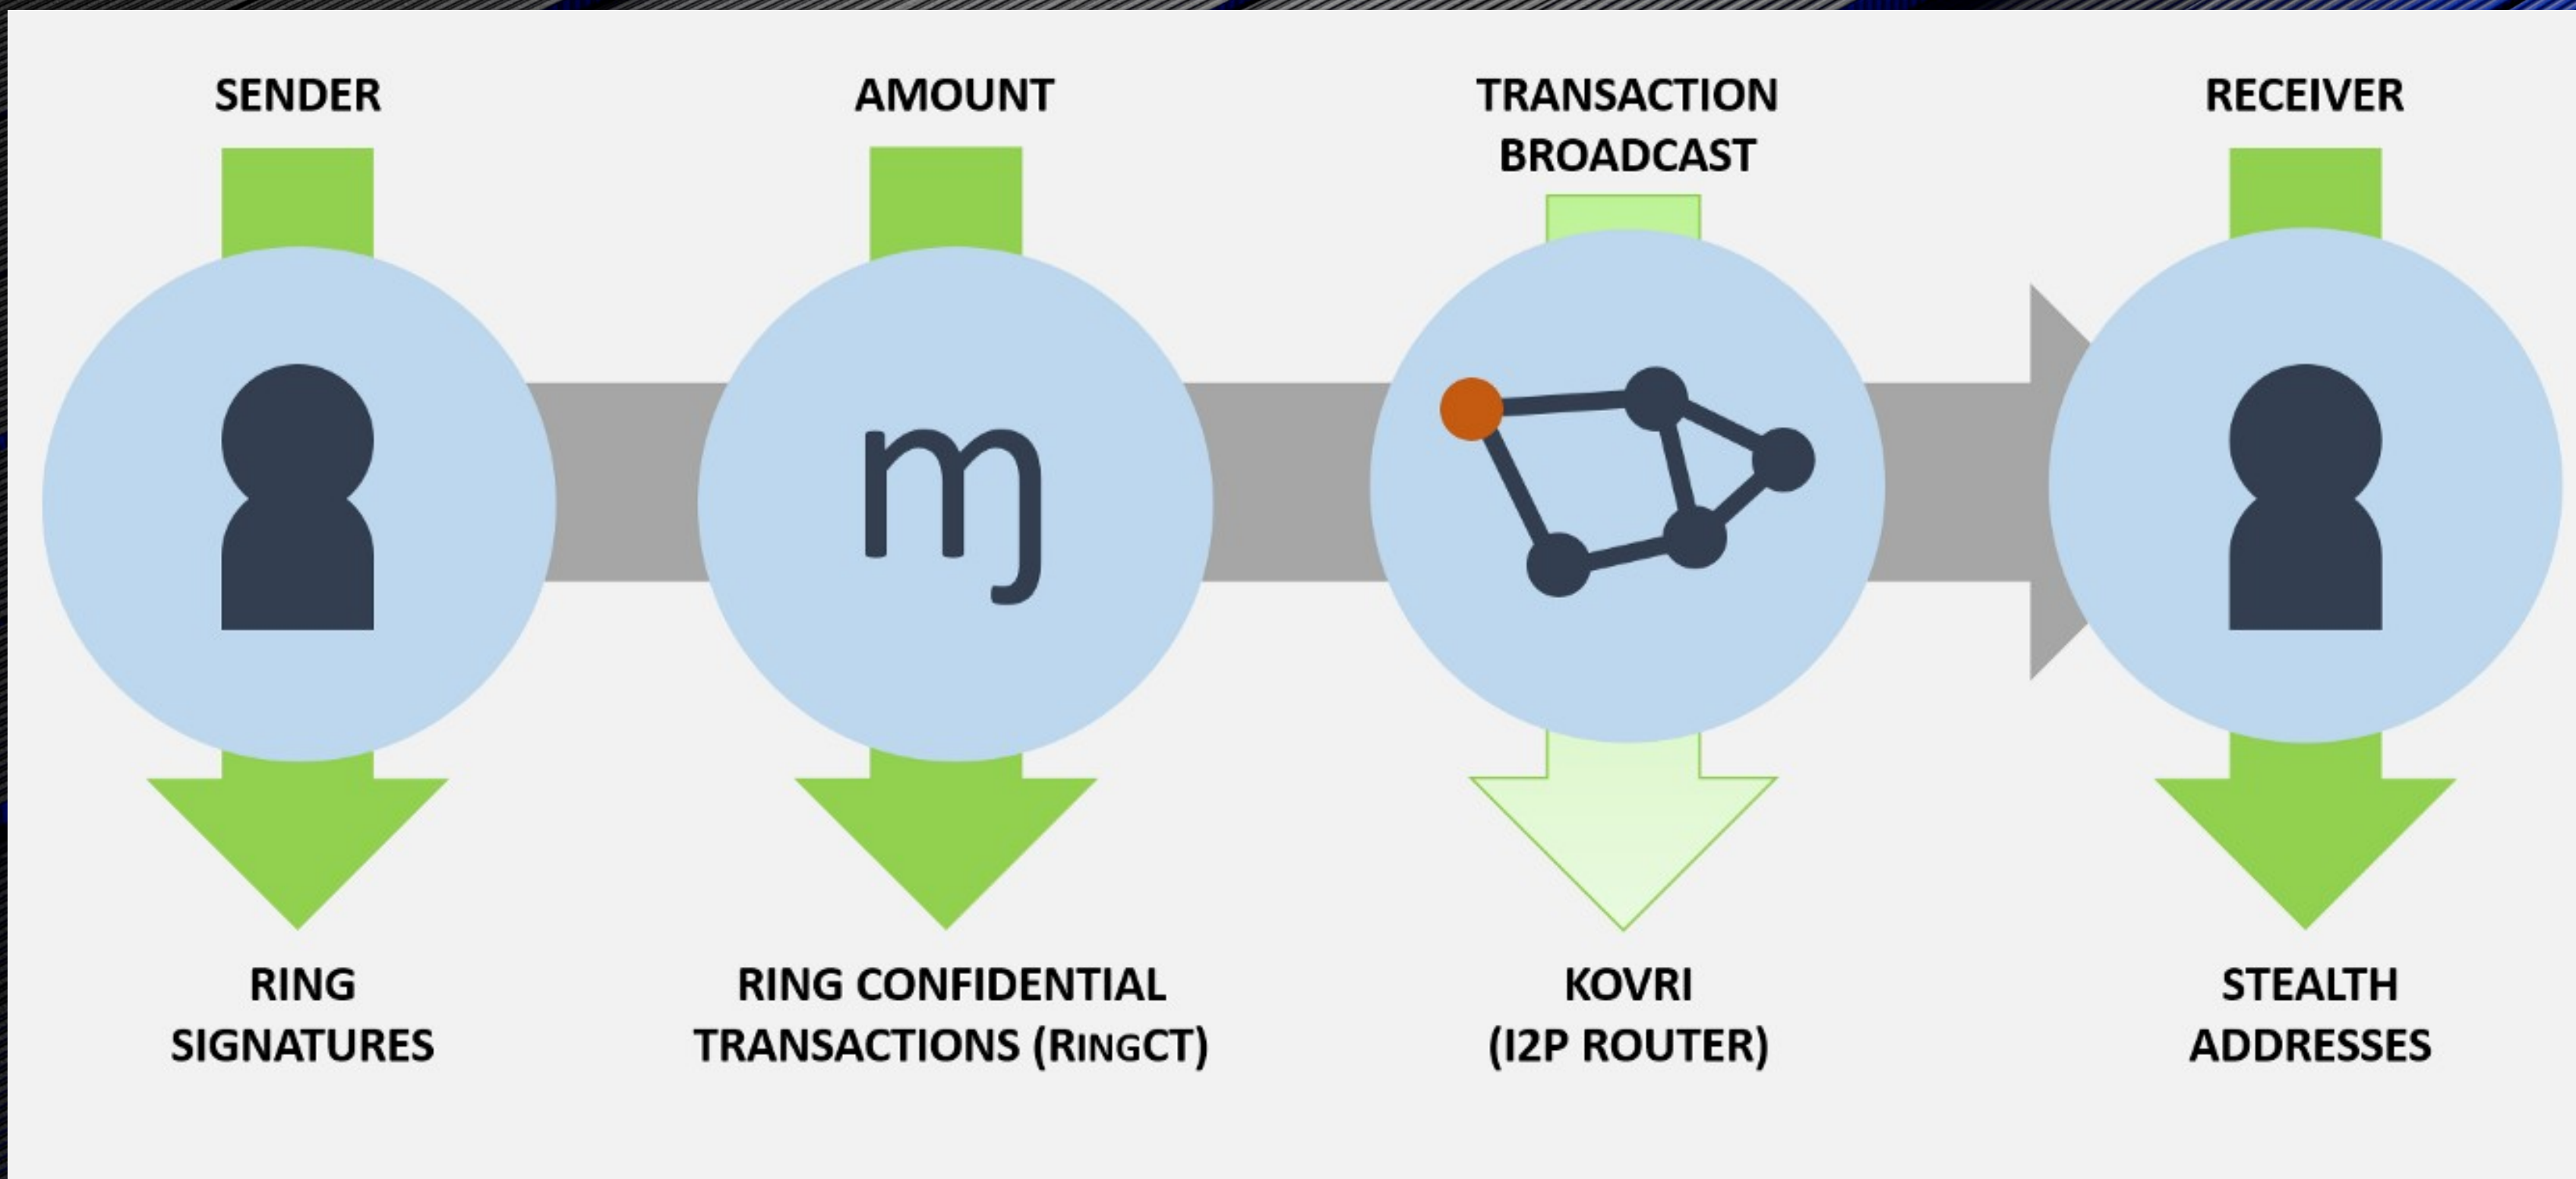 SENDER
AMOUNT
TRANSACTION
BROADCAST
RECEIVER
ɱ
RING
SIGNATURES
RING CONFIDENTIAL
TRANSACTIONS (RINGCT)
KOVRI
(I2P ROUTER)
STEALTH
ADDRESSES